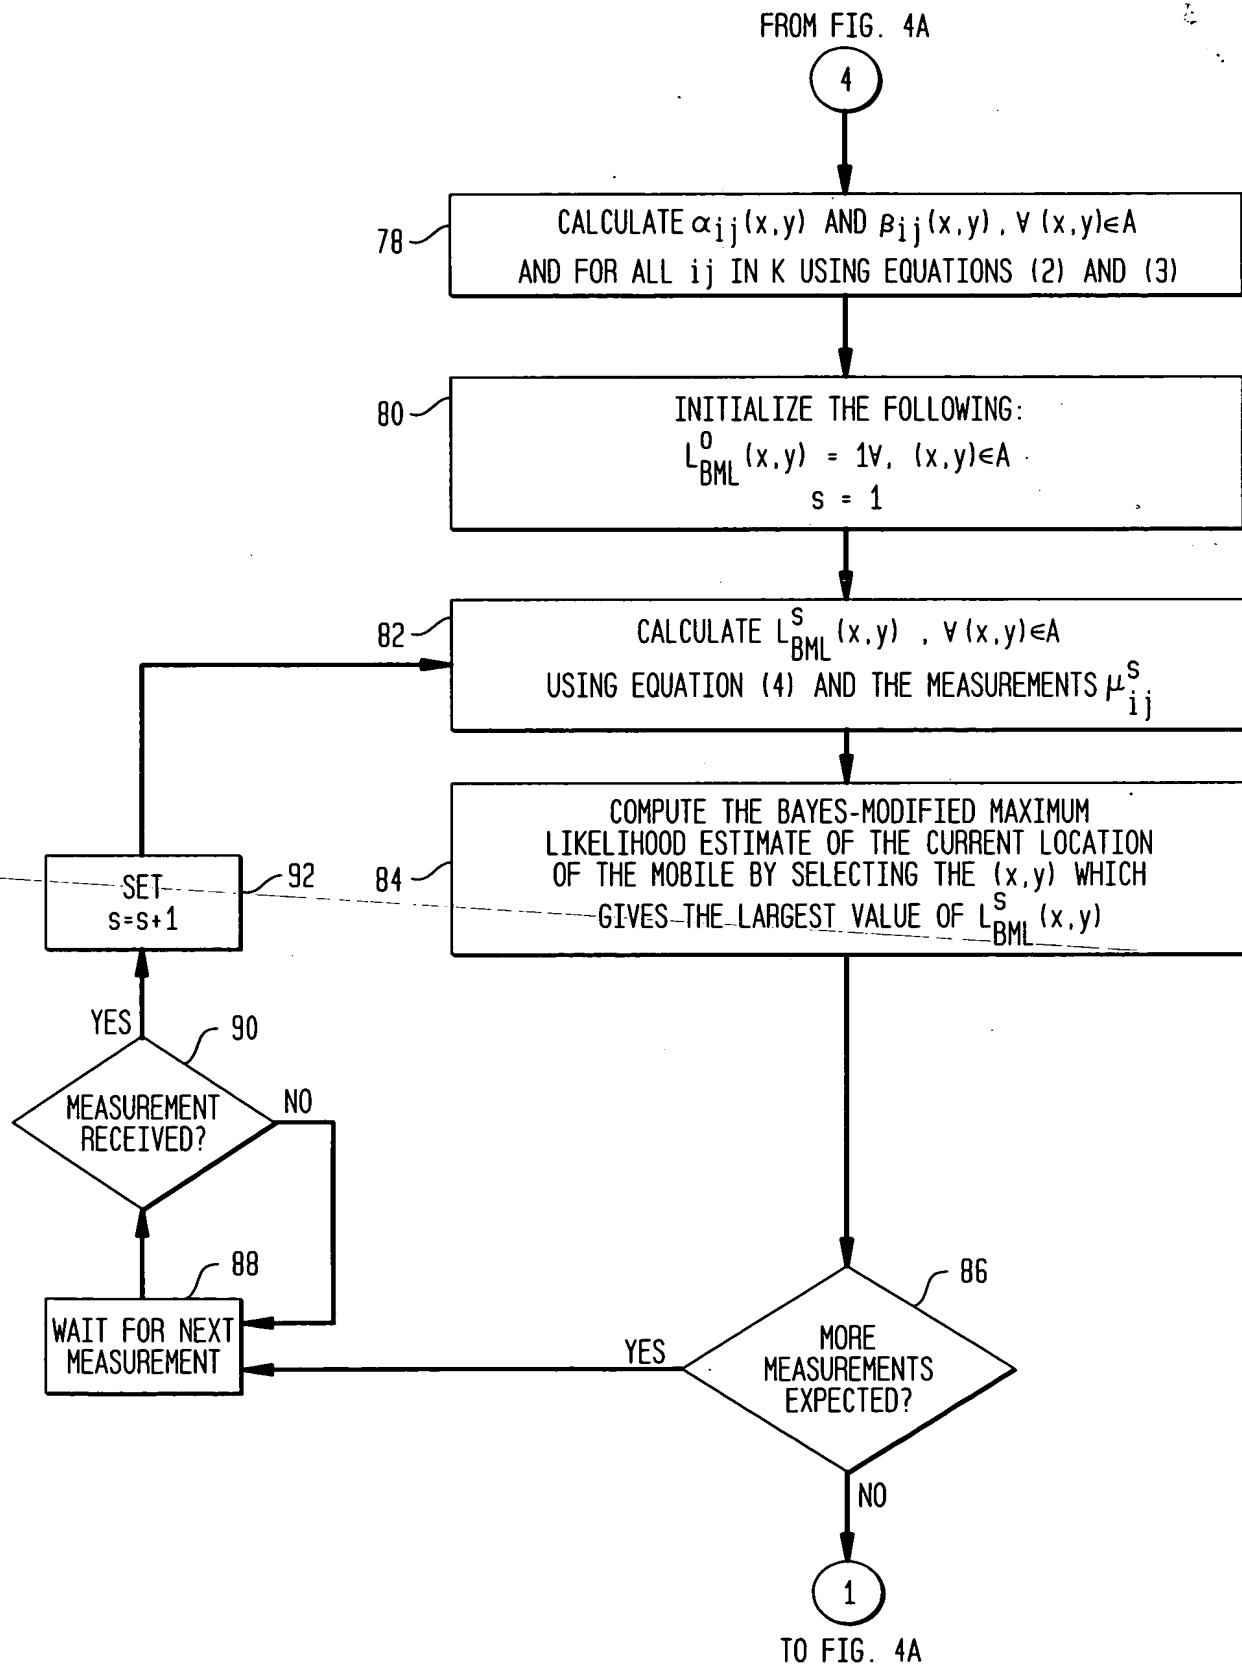 FROM FIG. 4A
4
78
CALCULATE αij(x,y) AND βij(x,y), ∀ (x,y)∈A
AND FOR ALL ij IN K USING EQUATIONS (2) AND (3)
80
INITIALIZE THE FOLLOWING:
L^0_BML (x,y) = 1∀, (x,y)∈A
s = 1
82
CALCULATE L^S_BML (x,y) , ∀(x,y)∈A
USING EQUATION (4) AND THE MEASUREMENTS μ^S_ij
84
COMPUTE THE BAYES-MODIFIED MAXIMUM
LIKELIHOOD ESTIMATE OF THE CURRENT LOCATION
OF THE MOBILE BY SELECTING THE (x,y) WHICH
GIVES THE LARGEST VALUE OF L^S_BML (x,y)
SET
s=s+1
92
YES
90
MEASUREMENT
RECEIVED?
NO
88
WAIT FOR NEXT
MEASUREMENT
86
MORE
MEASUREMENTS
EXPECTED?
YES
NO
1
TO FIG. 4A